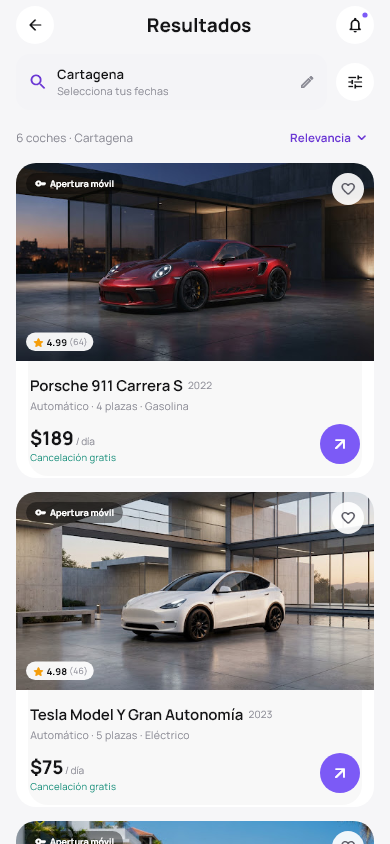 Resultados
Cartagena
Selecciona tus fechas
6 coches · Cartagena
Relevancia
Apertura móvil
4.99 (64)
Porsche 911 Carrera S 2022
Automático · 4 plazas · Gasolina
$189 / día
Cancelación gratis
Apertura móvil
4.98 (46)
Tesla Model Y Gran Autonomía 2023
Automático · 5 plazas · Eléctrico
$75 / día
Cancelación gratis
Apertura móvil